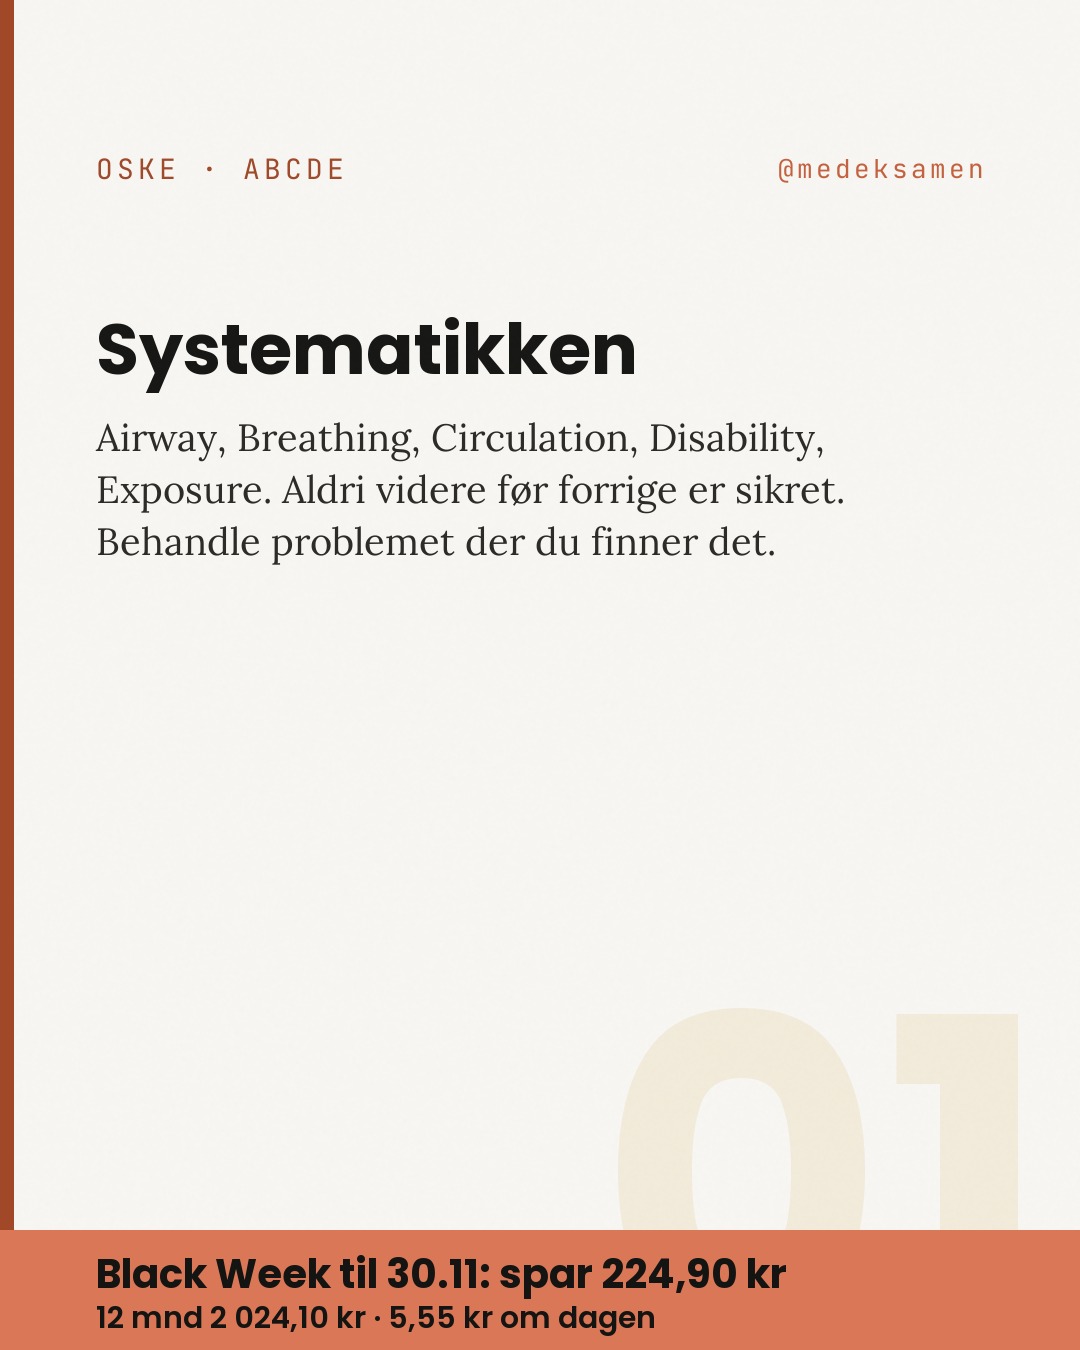 OSKE · ABCDE
@medeksamen
Systematikken
Airway, Breathing, Circulation, Disability,
Exposure. Aldri videre før forrige er sikret.
Behandle problemet der du finner det.
01
Black Week til 30.11: spar 224,90 kr
12 mnd 2 024,10 kr · 5,55 kr om dagen